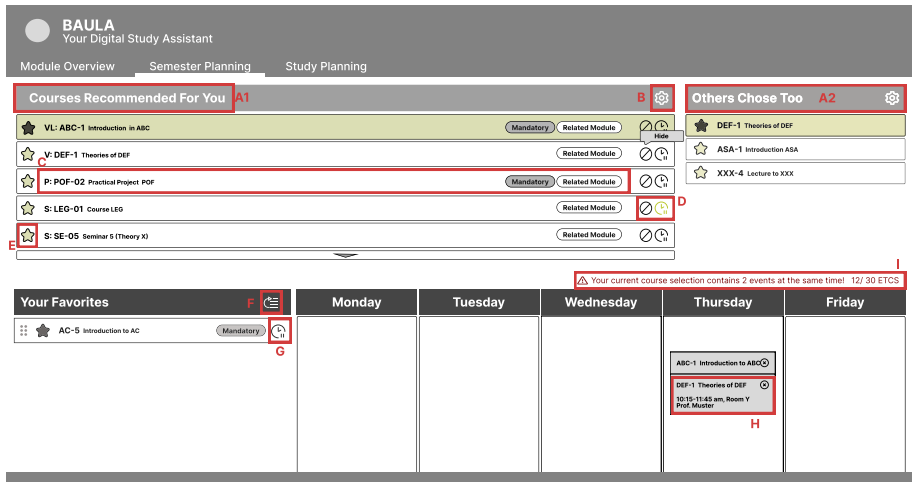 BAULA
Your Digital Study Assistant
Module Overview Semester Planning Study Planning
Courses Recommended For You A1 B
Others Chose Too A2
VL: ABC-1 Introduction in ABC Mandatory Related Module
Hide
C V: DEF-1 Theories of DEF Related Module
P: POF-02 Practical Project POF Mandatory Related Module
S: LEG-01 Course LEG Related Module D
E S: SE-05 Seminar 5 (Theory X) Related Module
DEF-1 Theories of DEF
ASA-1 Introduction ASA
XXX-4 Lecture to XXX
I
Your current course selection contains 2 events at the same time! 12/ 30 ETCS
Your Favorites F Monday Tuesday Wednesday Thursday Friday
AC-5 Introduction to AC Mandatory
G
ABC-1 Introduction to ABC
DEF-1 Theories of DEF
10:15-11:45 am, Room Y
Prof. Muster
H